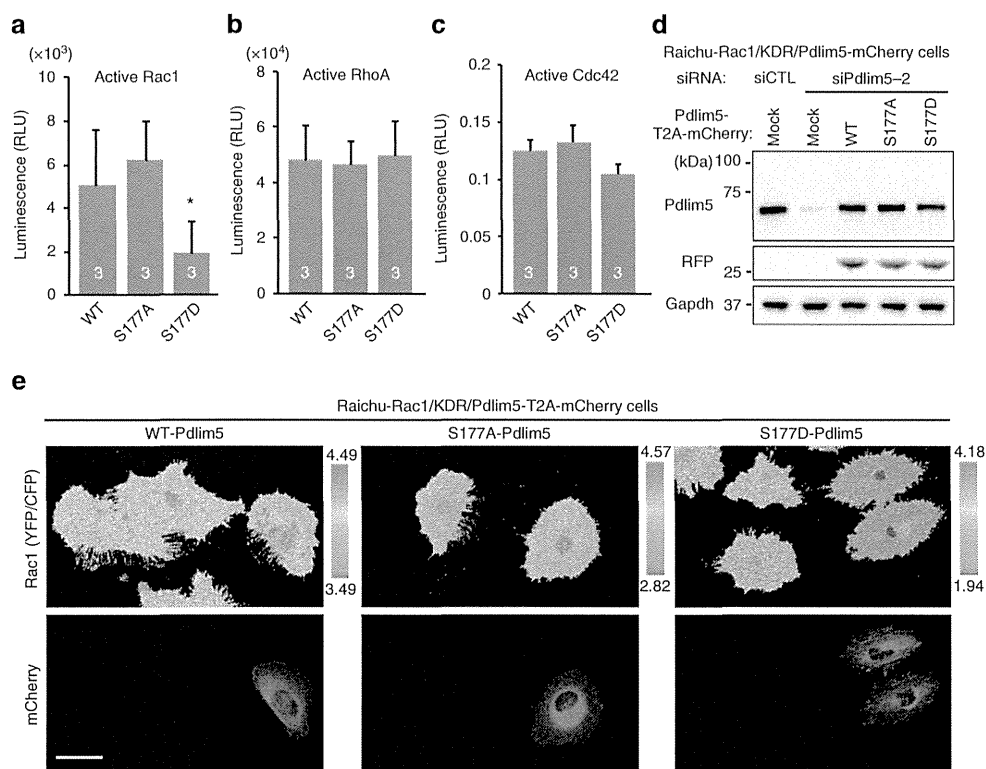 a
(×10³)
Active Rac1
Luminescence (RLU)
10
8
6
4
2
0
*
3
3
3
WT
S177A
S177D
b
(×10⁴)
Active RhoA
Luminescence (RLU)
8
6
4
2
0
3
3
3
WT
S177A
S177D
c
Active Cdc42
Luminescence (RLU)
0.2
0.15
0.1
0.05
0
3
3
3
WT
S177A
S177D
d
Raichu-Rac1/KDR/Pdlim5-mCherry cells
siRNA: siCTL siPdlim5–2
Pdlim5-
T2A-mCherry:
Mock
Mock
WT
S177A
S177D
(kDa) 100
75
Pdlim5
RFP
25
Gapdh 37
e
Raichu-Rac1/KDR/Pdlim5-T2A-mCherry cells
WT-Pdlim5 S177A-Pdlim5 S177D-Pdlim5
Rac1 (YFP/CFP)
4.49
3.49
4.57
2.82
4.18
1.94
mCherry